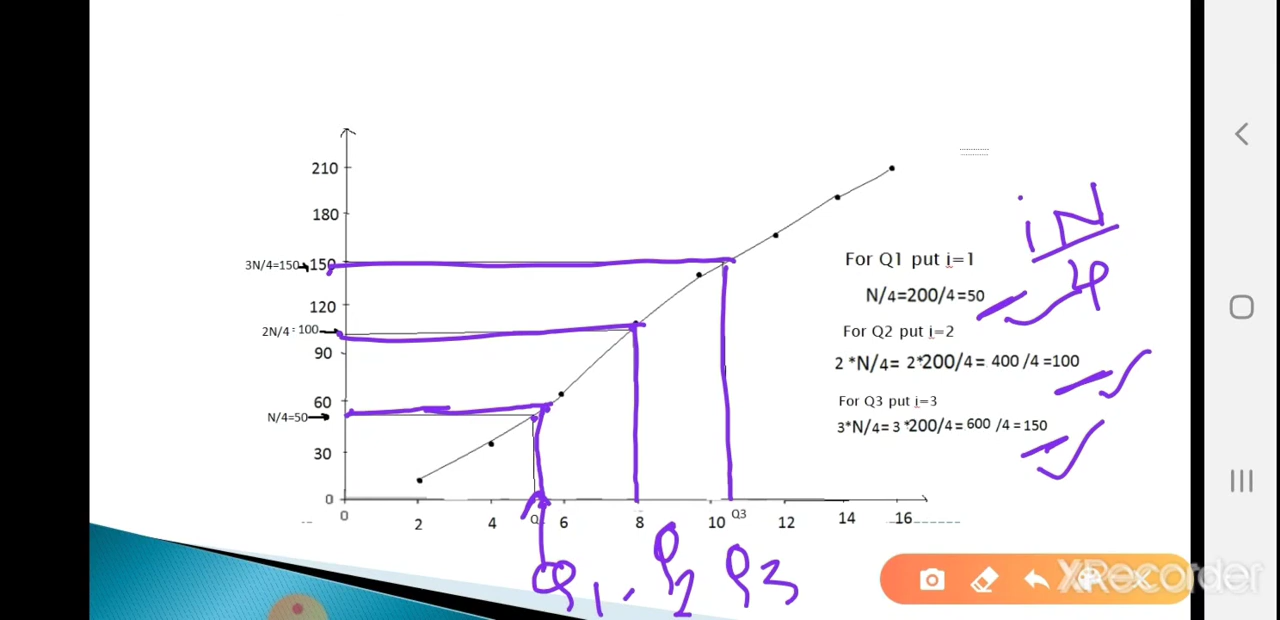 210
180
3N/4=150 150
120
2N/4=100
90
60
N/4=50
30
0
0 2 4 Q 6 8 10 Q3 12 14 16
For Q1 put i=1
N/4=200/4=50
For Q2 put i=2
2 *N/4= 2*200/4= 400 /4 =100
For Q3 put i=3
3*N/4= 3 *200/4= 600 /4 = 150
iN
4
Q1, Q2 Q3
XRecorder